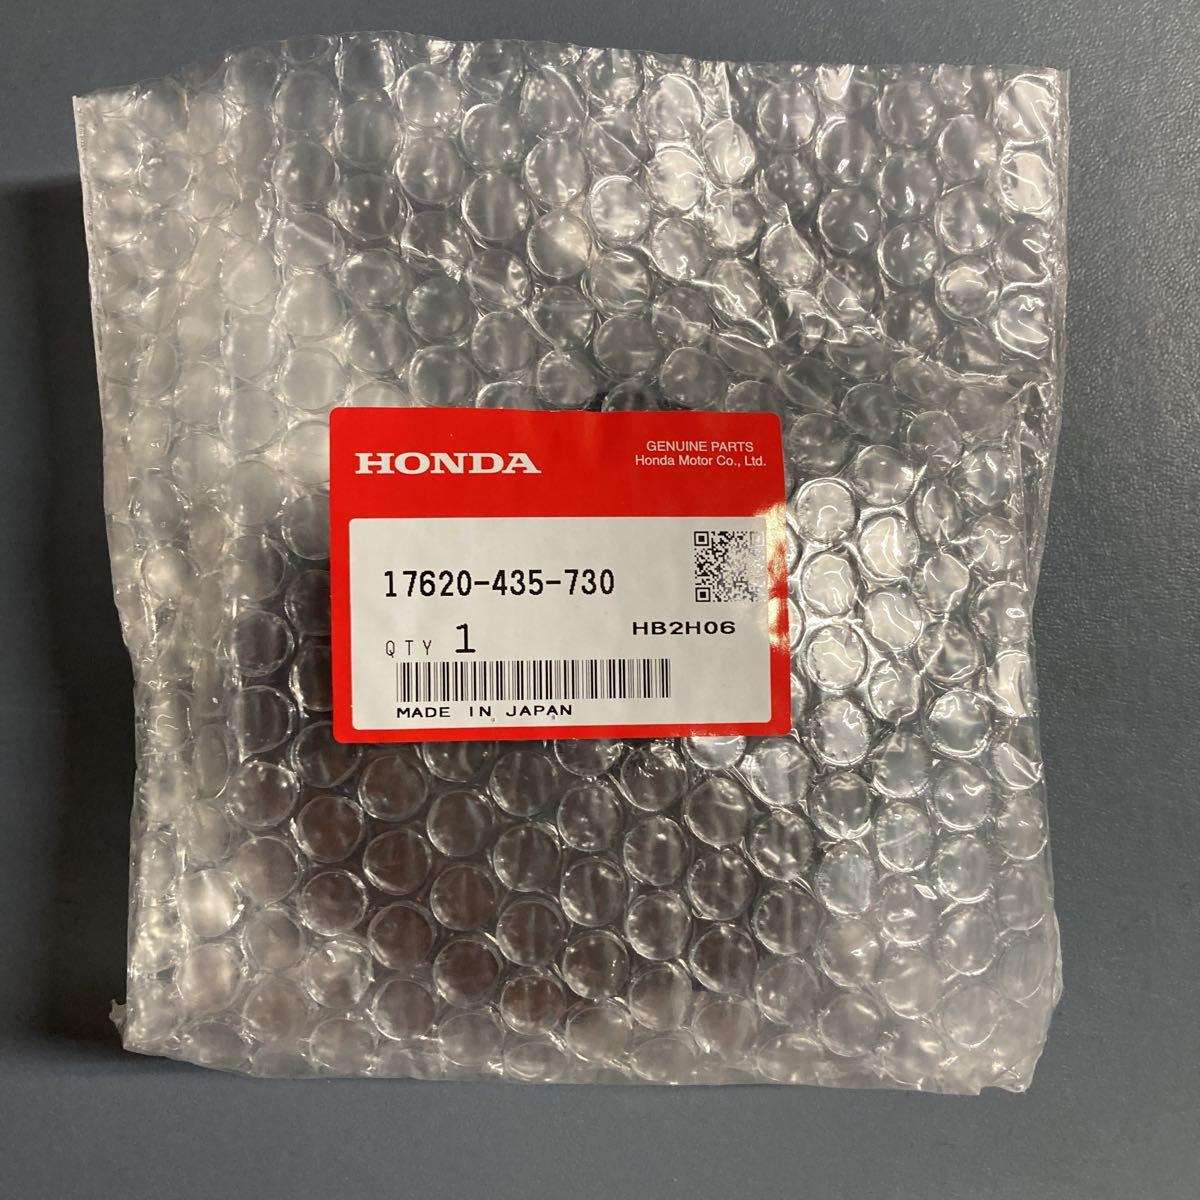 HONDA
GENUINE PARTS
Honda Motor Co., Ltd.
17620-435-730
QTY 1
HB2H06
MADE IN JAPAN